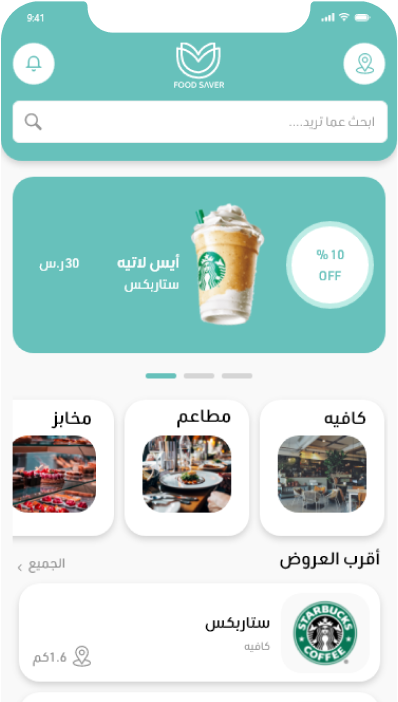 9:41
FOOD SAVER
ابحث عما تريد....
% 10
OFF
أيس لاتيه
ستاربكس
30ر.س
كافيه
مطاعم
مخابز
أقرب العروض
الجميع ›
STARBUCKS
COFFEE
ستاربكس
كافيه
1.6كم